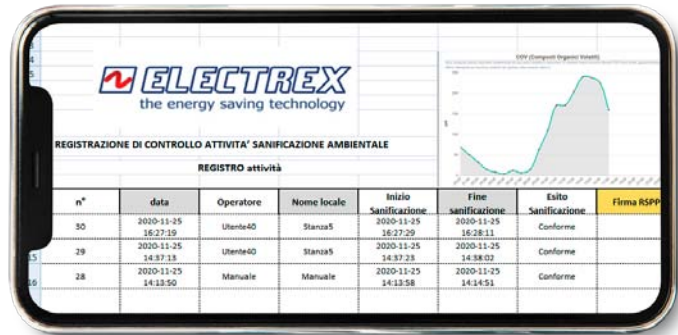 ELECTREX
the energy saving technology
COV (Composti Organici Volatili)
REGISTRAZIONE DI CONTROLLO ATTIVITA' SANIFICAZIONE AMBIENTALE
REGISTRO attività
n° data Operatore Nome locale Inizio Sanificazione Fine sanificazione Esito Sanificazione Firma RSPP
30 2020-11-25 16:27:19 Utente40 Stanza5 2020-11-25 16:27:29 2020-11-25 16:28:11 Conforme
15 29 2020-11-25 14:37:13 Utente40 Stanza5 2020-11-25 14:37:23 2020-11-25 14:38:02 Conforme
16 28 2020-11-25 14:13:50 Manuale Manuale 2020-11-25 14:13:58 2020-11-25 14:14:51 Conforme